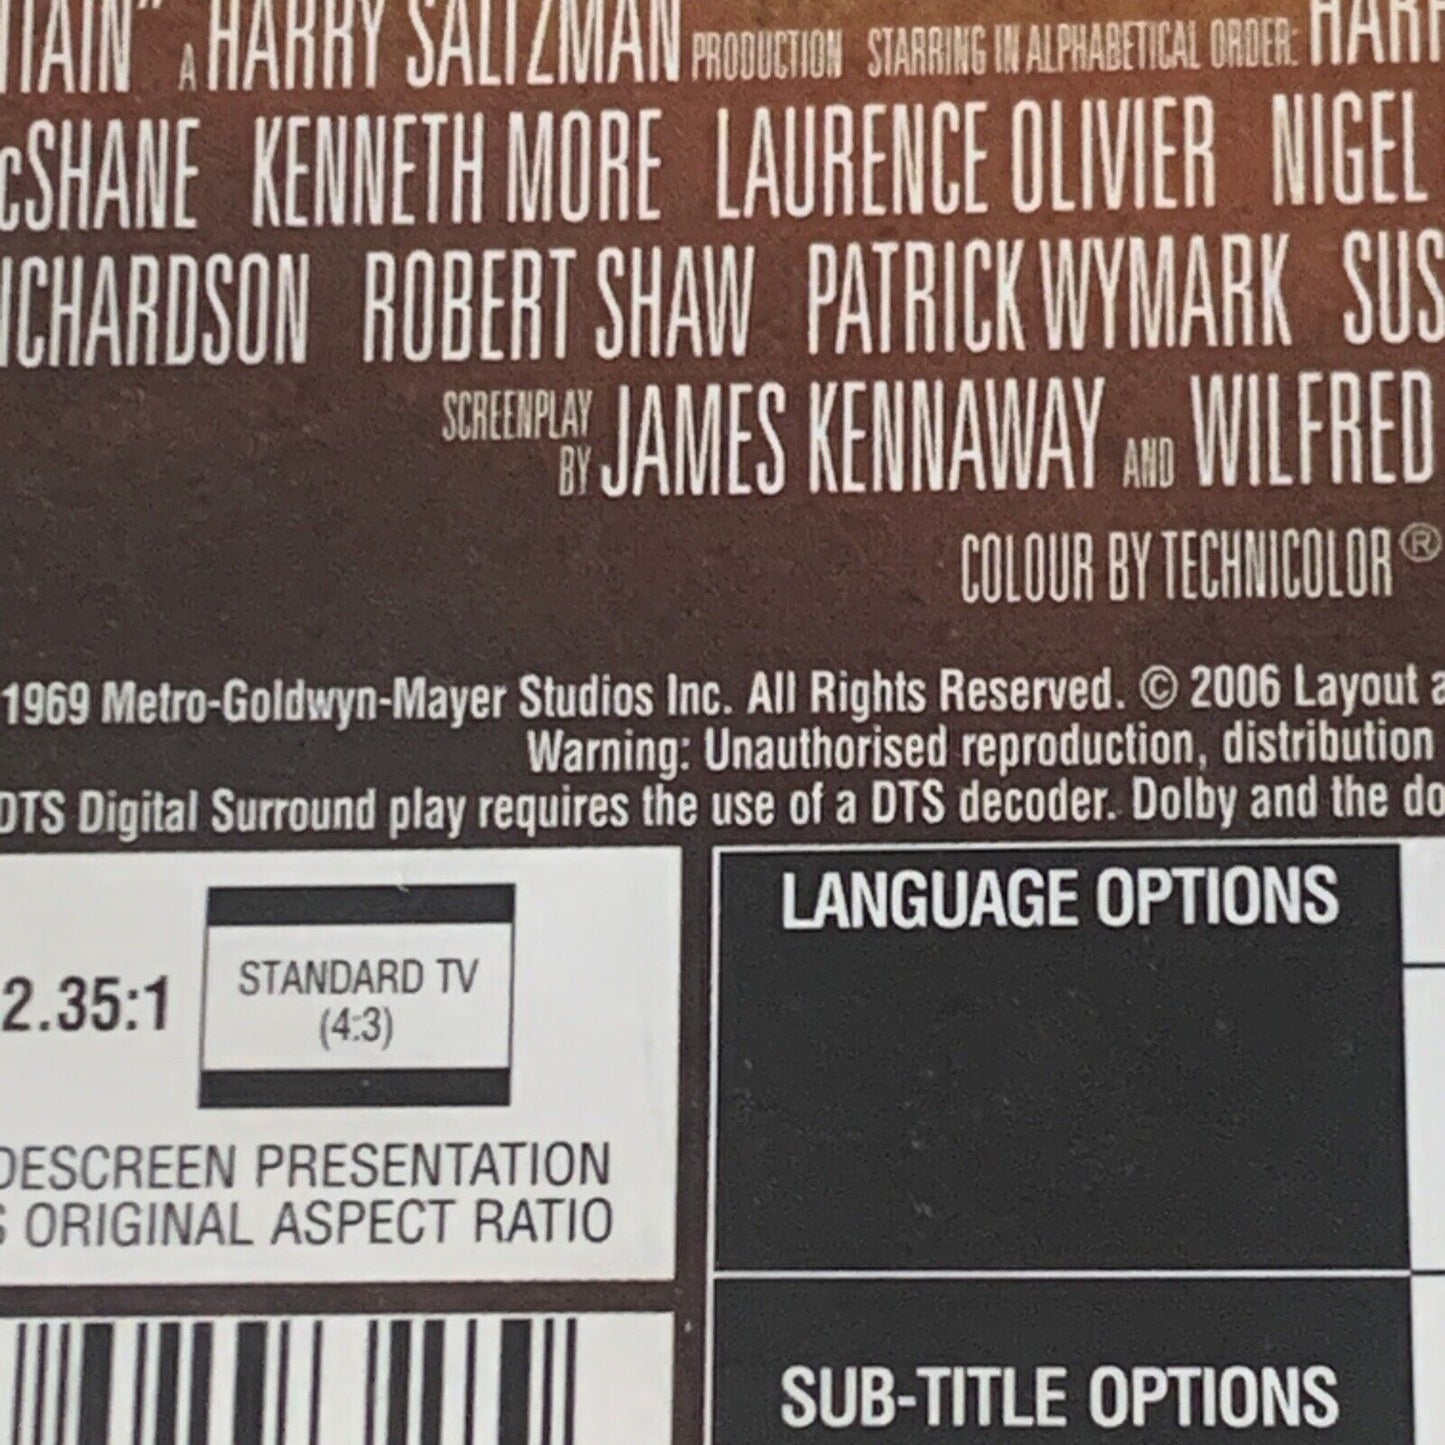 TAIN" A HARRY SALTZMAN PRODUCTION STARRING IN ALPHABETICAL ORDER: HARR
cSHANE KENNETH MORE LAURENCE OLIVIER NIGEL
ICHARDSON ROBERT SHAW PATRICK WYMARK SUS
SCREENPLAY BY JAMES KENNAWAY AND WILFRED
COLOUR BY TECHNICOLOR®
1969 Metro-Goldwyn-Mayer Studios Inc. All Rights Reserved. © 2006 Layout a
Warning: Unauthorised reproduction, distribution
DTS Digital Surround play requires the use of a DTS decoder. Dolby and the do
2.35:1
STANDARD TV
(4:3)
DESCREEN PRESENTATION
S ORIGINAL ASPECT RATIO
LANGUAGE OPTIONS
SUB-TITLE OPTIONS